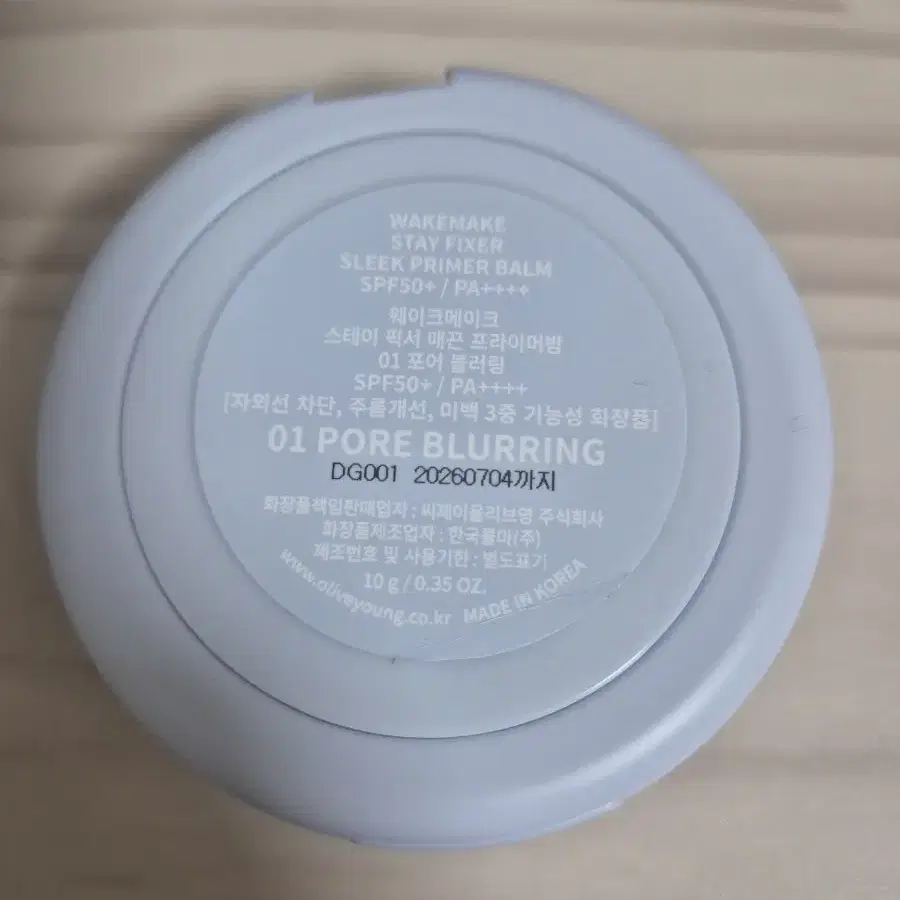 WAKEMAKE
STAY FIXER
SLEEK PRIMER BALM
SPF50+ / PA++++
웨이크메이크
스테이 픽서 매끈 프라이머밤
01 포어 블러링
SPF50+ / PA++++
[자외선 차단, 주름개선, 미백 3중 기능성 화장품]
01 PORE BLURRING
DG001 20260704까지
화장품책임판매업자 : 씨제이올리브영 주식회사
화장품제조업자 : 한국콜마(주)
제조번호 및 사용기한 : 별도표기
10 g / 0.35 OZ.
www.oliveyoung.co.kr MADE IN KOREA